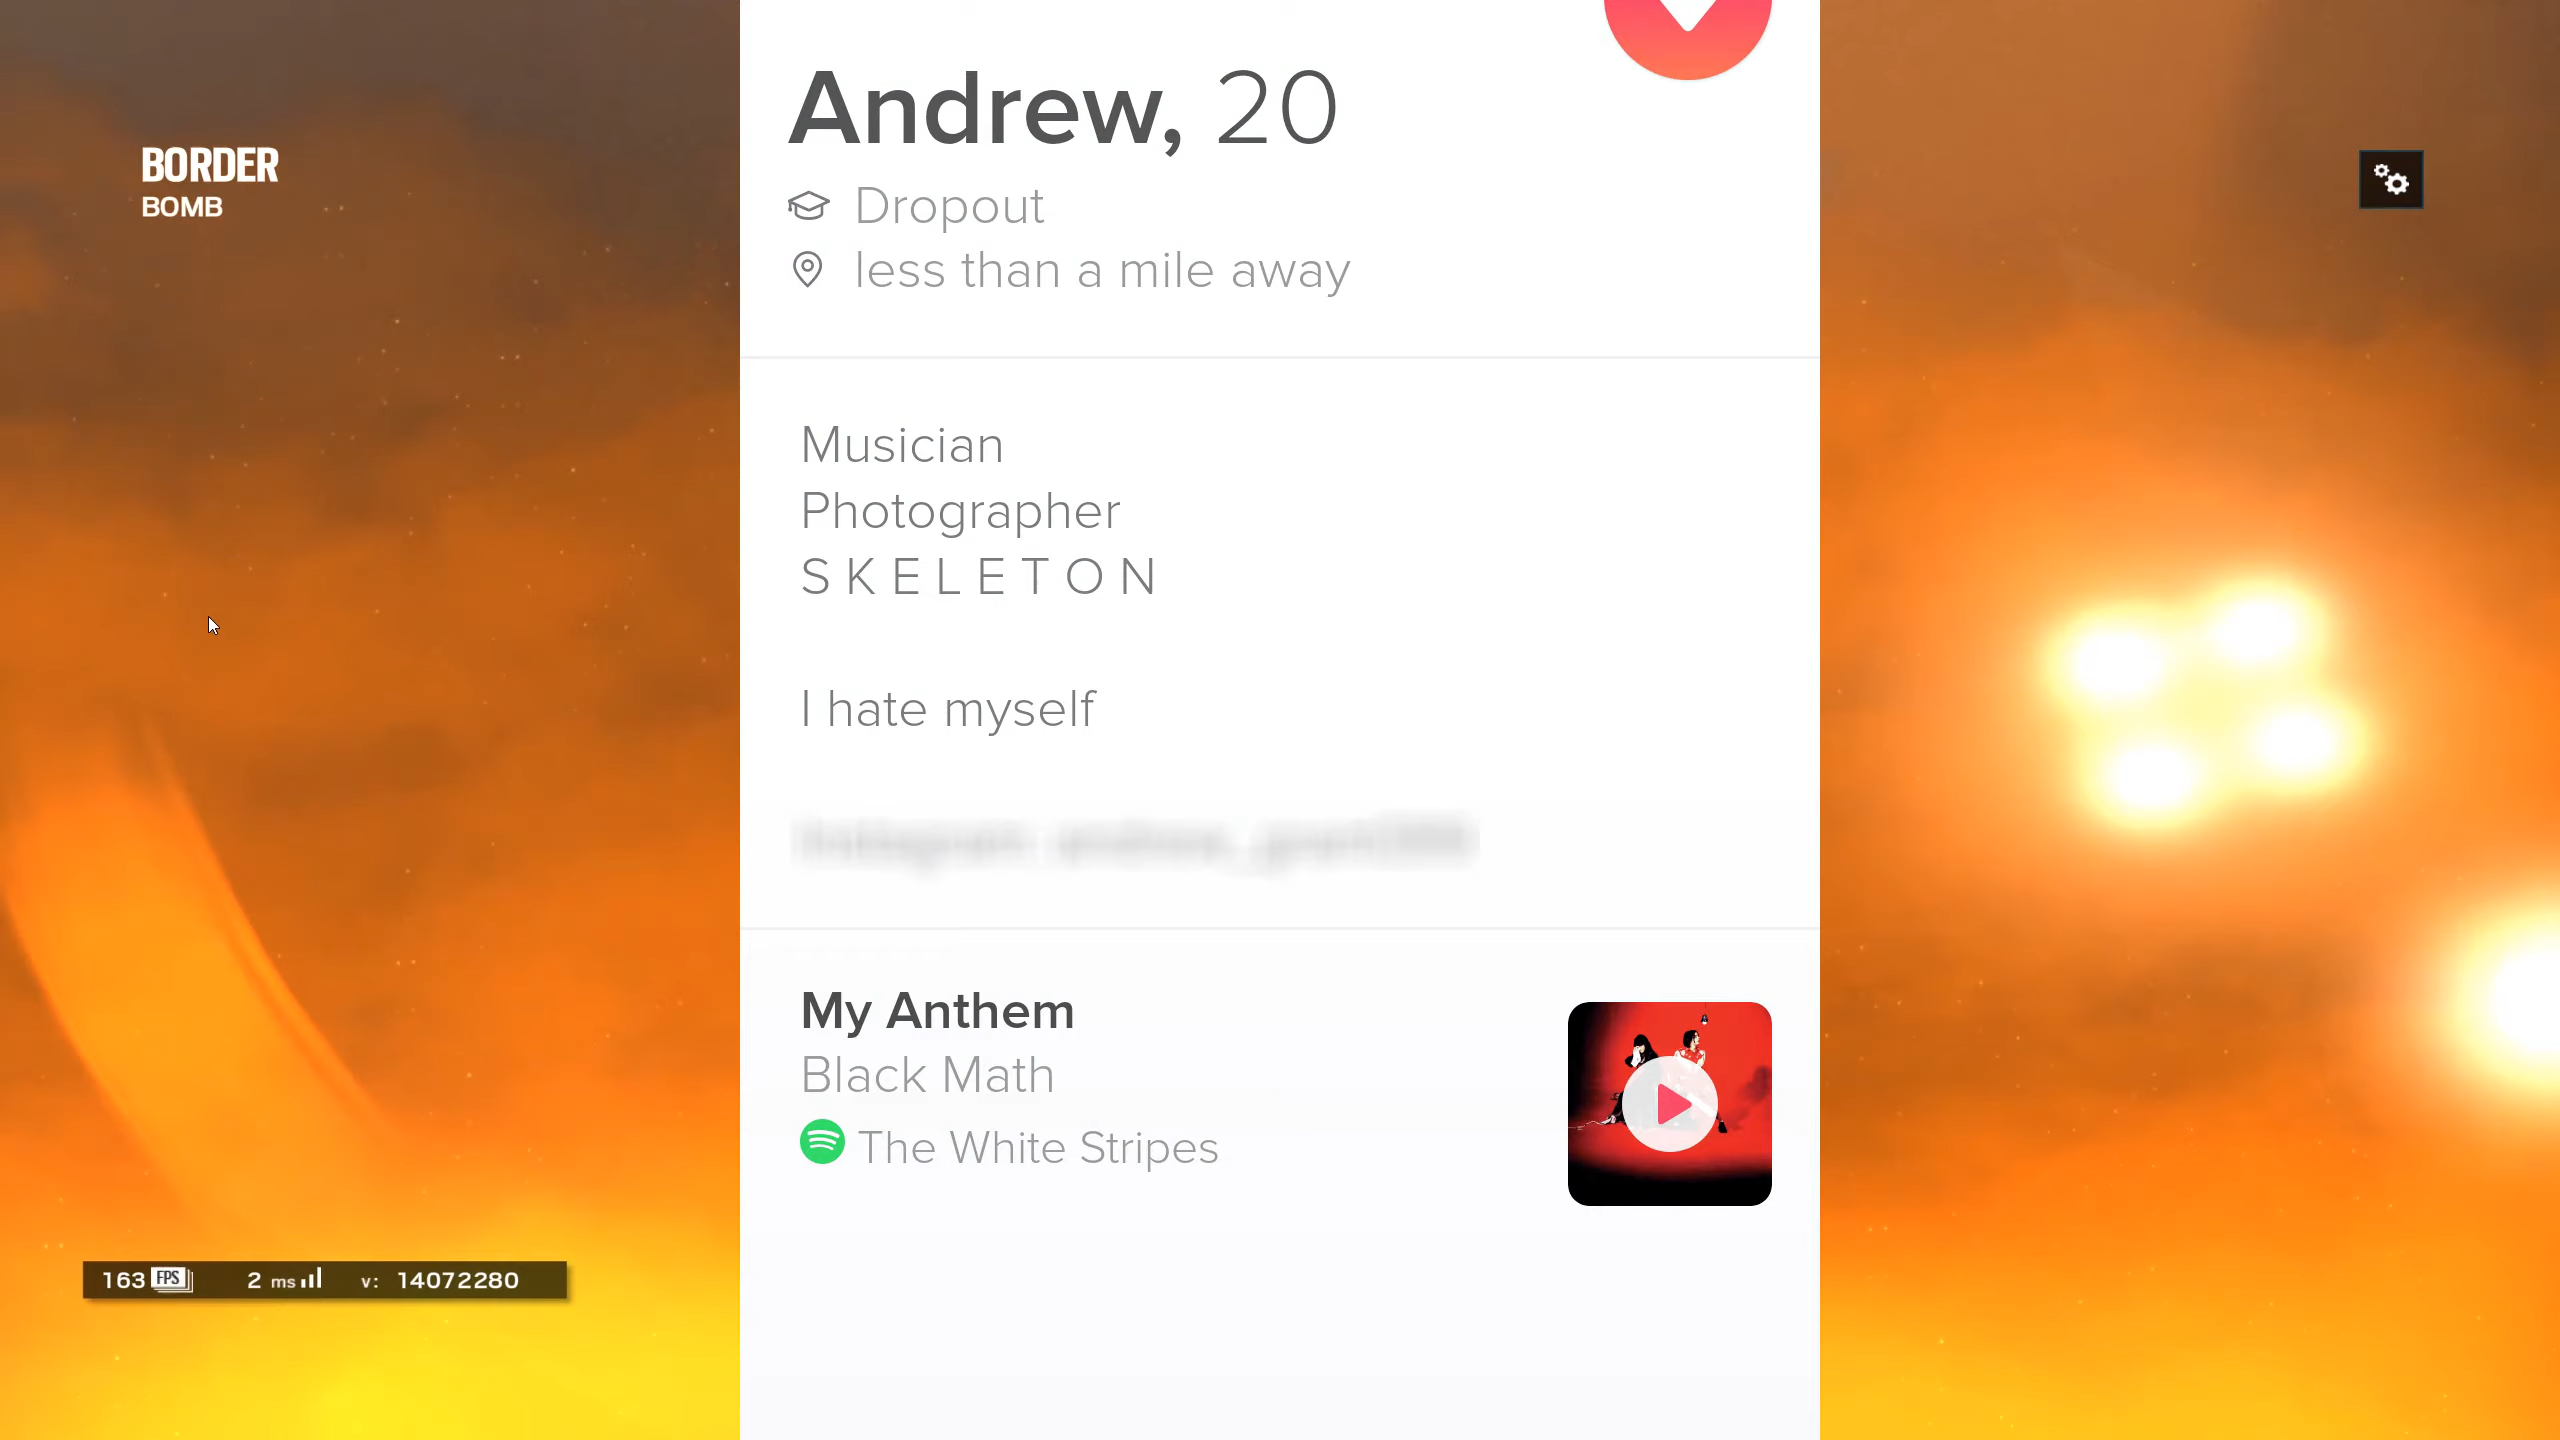 BORDER
BOMB
Andrew, 20
Dropout
less than a mile away
Musician
Photographer
S K E L E T O N
I hate myself
My Anthem
Black Math
The White Stripes
163 FPS 2 ms v: 14072280